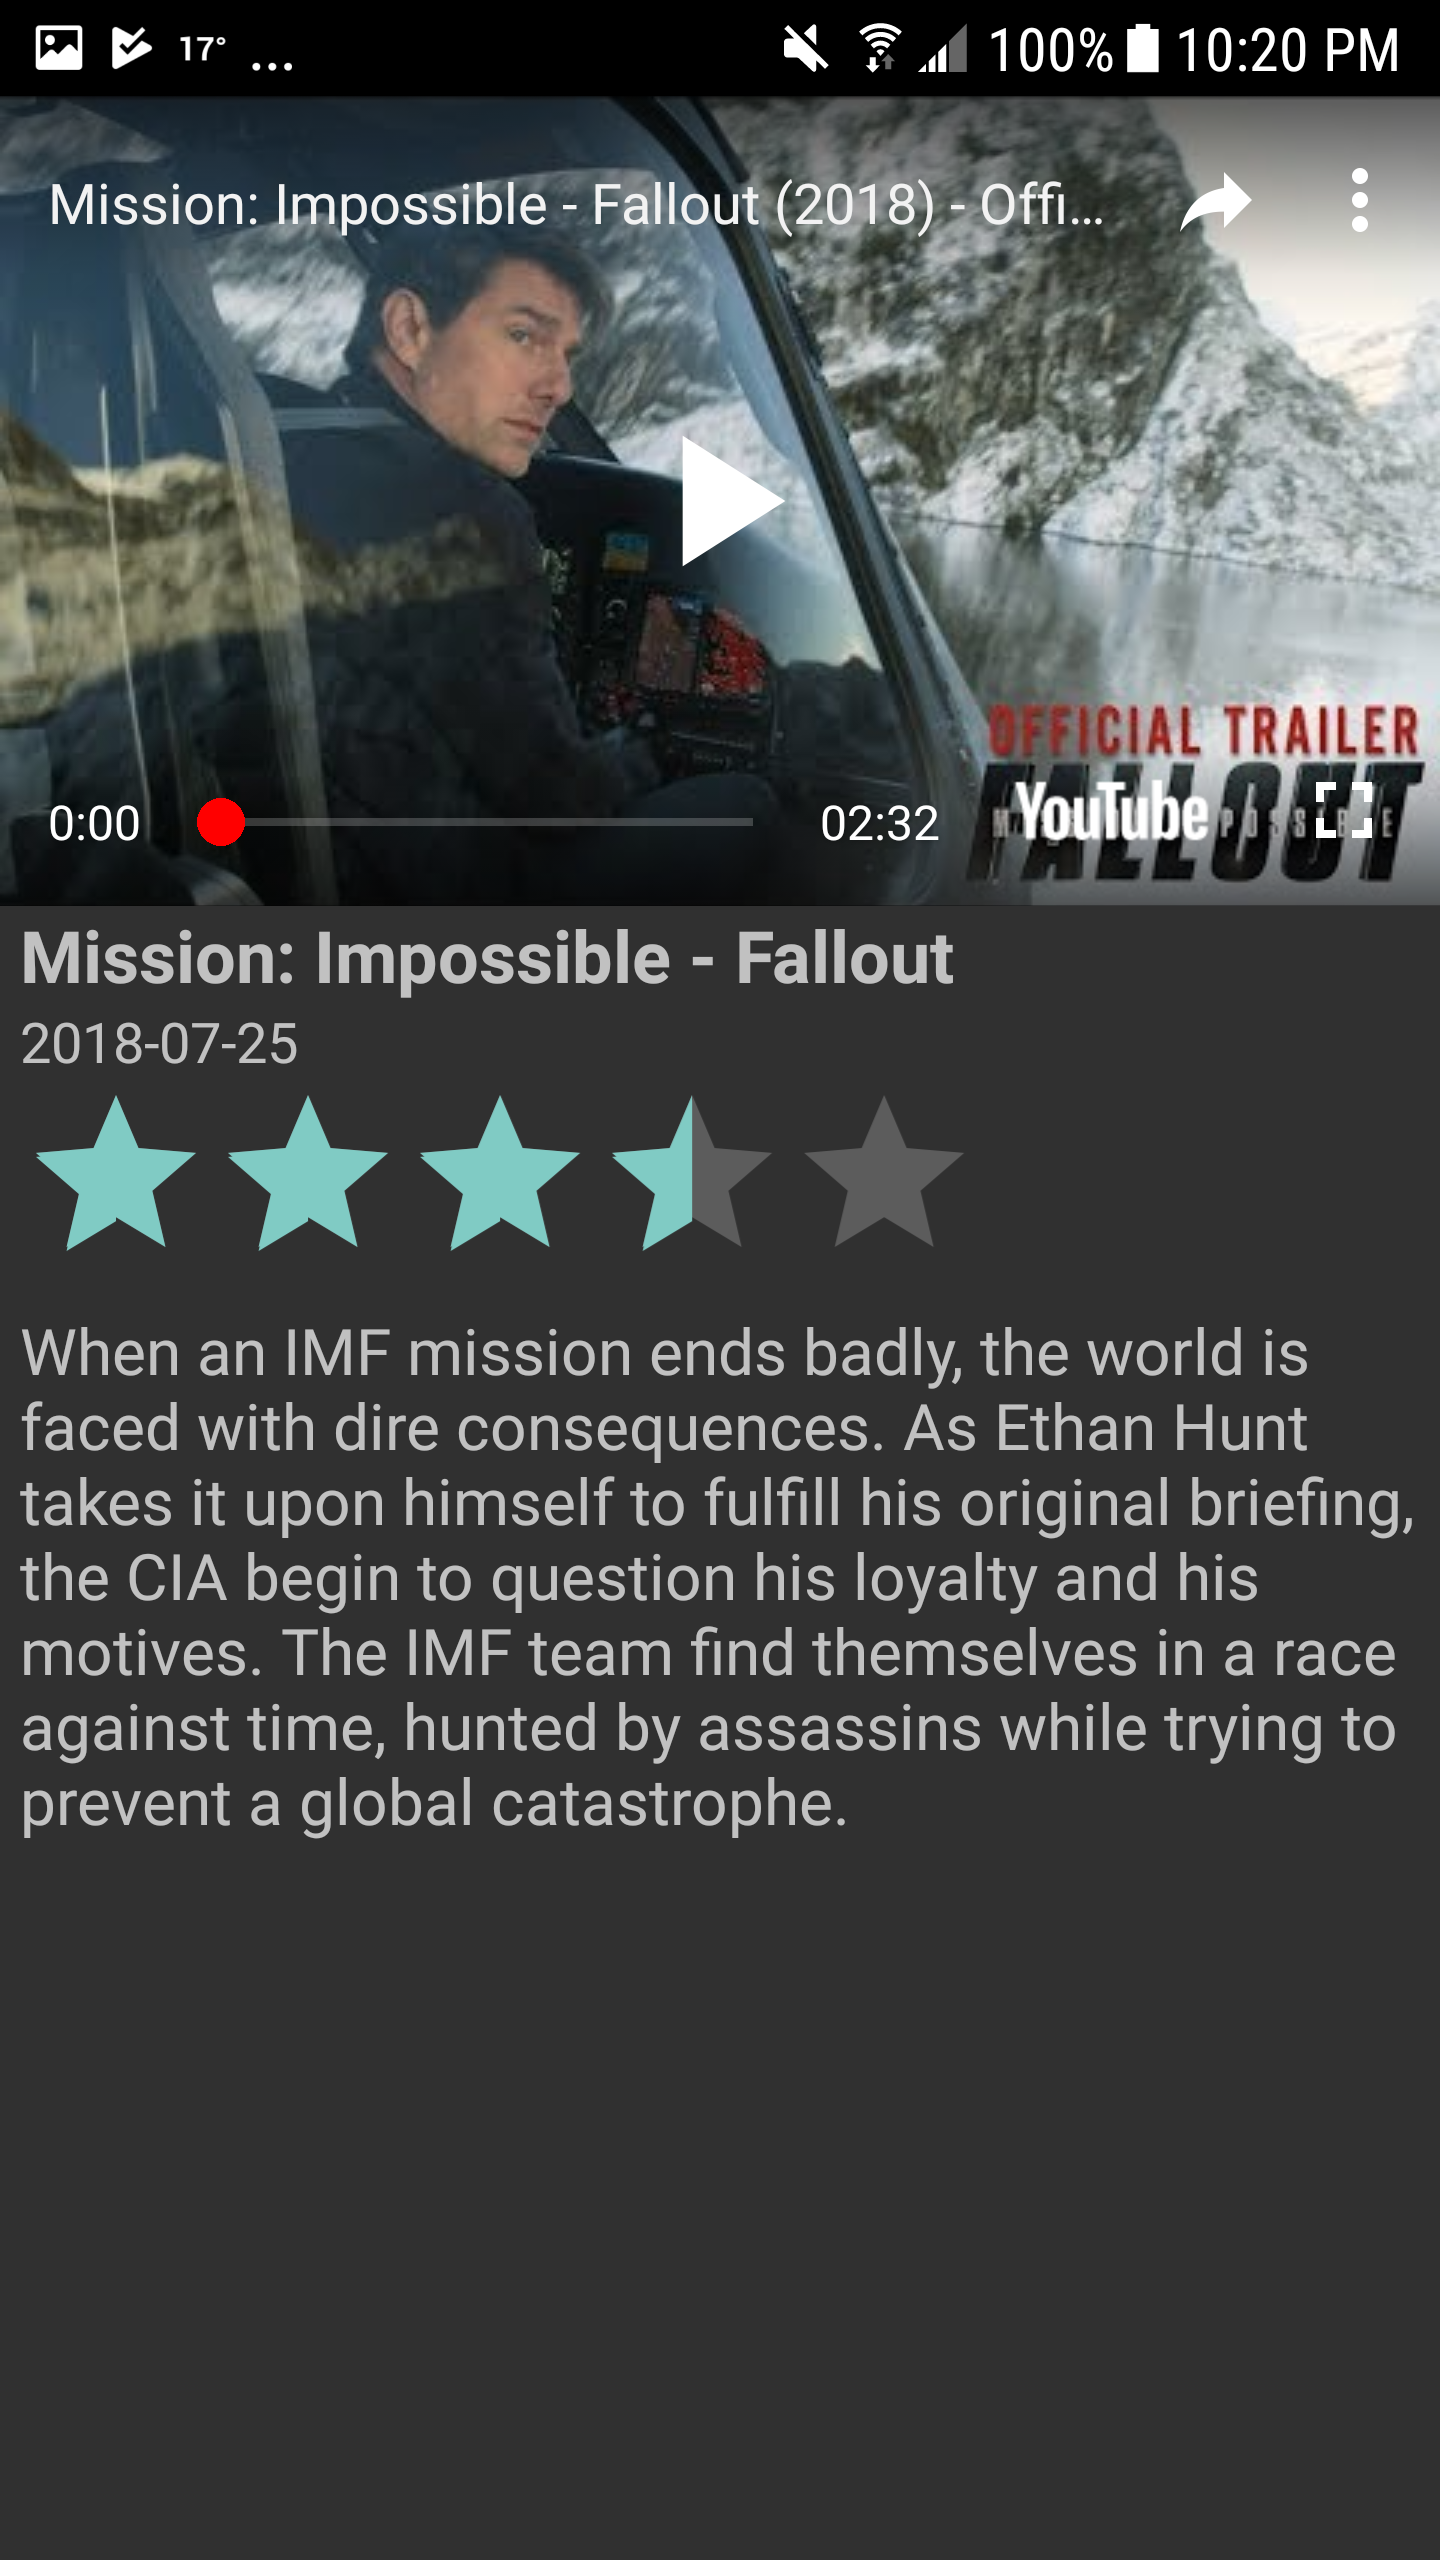 17° ... 100% 10:20 PM
Mission: Impossible - Fallout (2018) - Offi...
OFFICIAL TRAILER
FALLOUT
0:00 02:32 YouTube
Mission: Impossible - Fallout
2018-07-25
When an IMF mission ends badly, the world is
faced with dire consequences. As Ethan Hunt
takes it upon himself to fulfill his original briefing,
the CIA begin to question his loyalty and his
motives. The IMF team find themselves in a race
against time, hunted by assassins while trying to
prevent a global catastrophe.